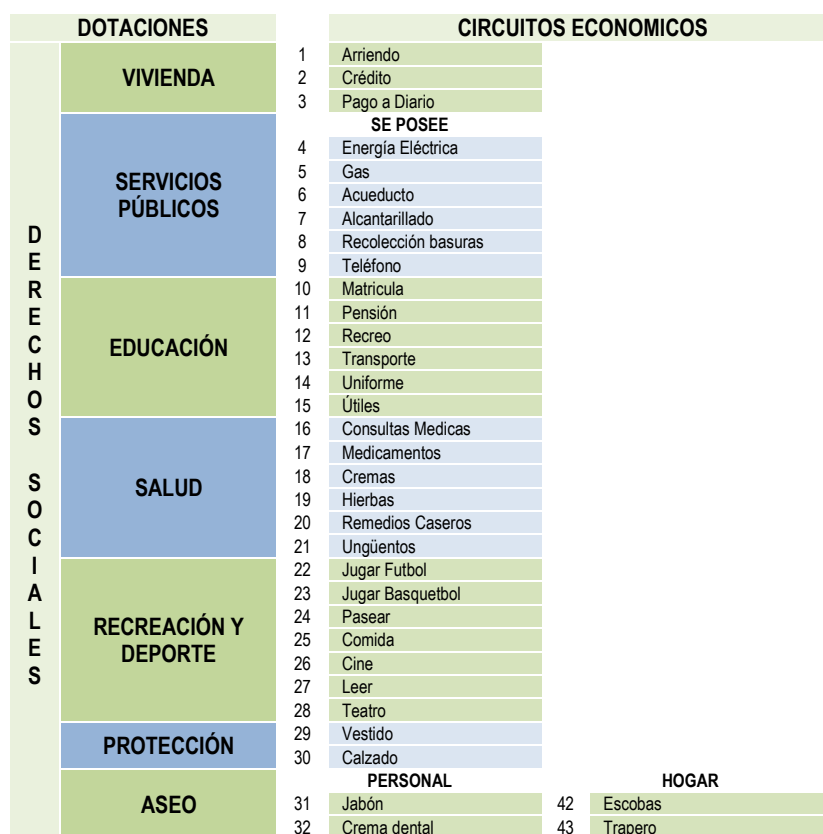 DOTACIONES CIRCUITOS ECONOMICOS
DERECHOS SOCIALES
VIVIENDA
1 Arriendo
2 Crédito
3 Pago a Diario
SERVICIOS PÚBLICOS
SE POSEE
4 Energía Eléctrica
5 Gas
6 Acueducto
7 Alcantarillado
8 Recolección basuras
9 Teléfono
EDUCACIÓN
10 Matricula
11 Pensión
12 Recreo
13 Transporte
14 Uniforme
15 Útiles
SALUD
16 Consultas Medicas
17 Medicamentos
18 Cremas
19 Hierbas
20 Remedios Caseros
21 Ungüentos
RECREACIÓN Y DEPORTE
22 Jugar Futbol
23 Jugar Basquetbol
24 Pasear
25 Comida
26 Cine
27 Leer
28 Teatro
PROTECCIÓN
29 Vestido
30 Calzado
ASEO
PERSONAL HOGAR
31 Jabón 42 Escobas
32 Crema dental 43 Trapero